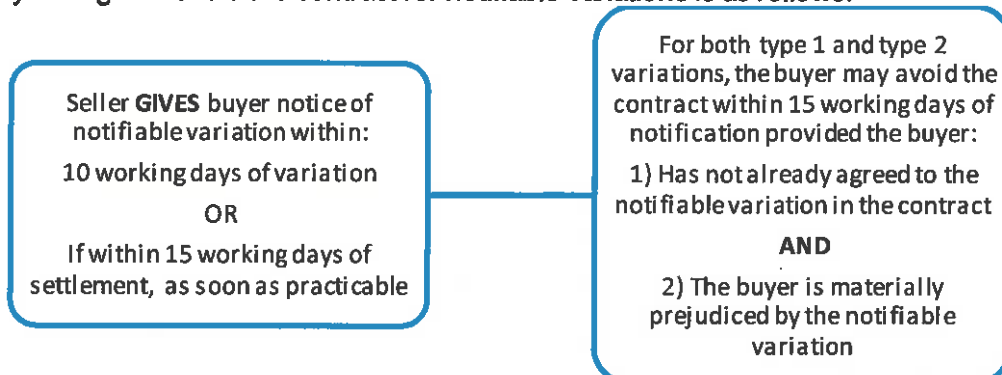 Seller GIVES buyer notice of
notifiable variation within:
10 working days of variation
OR
If within 15 working days of
settlement, as soon as practicable
For both type 1 and type 2
variations, the buyer may avoid the
contract within 15 working days of
notification provided the buyer:
1) Has not already agreed to the
notifiable variation in the contract
AND
2) The buyer is materially
prejudiced by the notifiable
variation